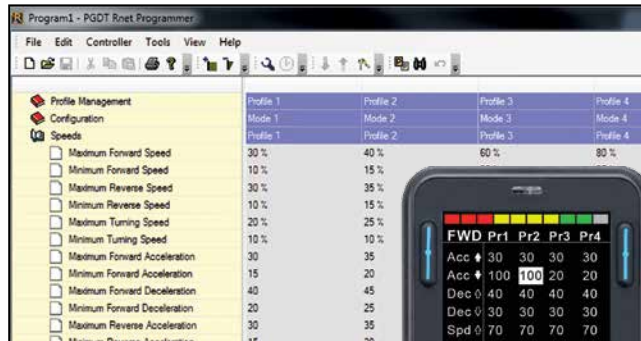 Program1 - PGDT Rnet Programmer
File Edit Controller Tools View Help
Profile Management Profile 1 Profile 2 Profile 3 Profile 4
Configuration Mode 1 Mode 2 Mode 3 Mode 4
Speeds Profile 1 Profile 2 Profile 3 Profile 4
Maximum Forward Speed 30 % 40 % 60 % 80 %
Minimum Forward Speed 10 % 15 %
Maximum Reverse Speed 30 % 35 %
Minimum Reverse Speed 10 % 15 %
Maximum Turning Speed 20 % 25 %
Minimum Turning Speed 10 % 10 %
Maximum Forward Acceleration 30 35
Minimum Forward Acceleration 15 20
Maximum Forward Deceleration 40 45
Minimum Forward Deceleration 20 25
Maximum Reverse Acceleration 30 35
FWD Pr1 Pr2 Pr3 Pr4
Acc 30 30 30 30
Acc 100 100 20 20
Dec 40 40 40 40
Dec 30 30 30 30
Spd 70 70 70 70